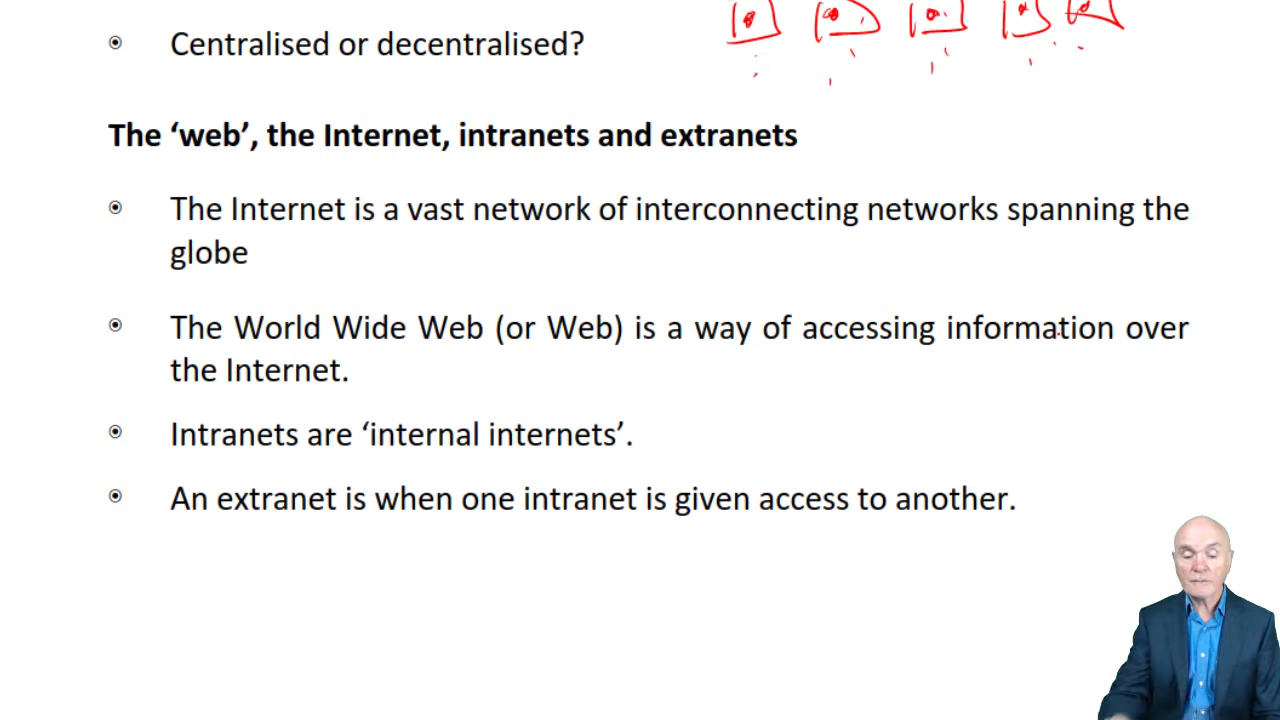 Centralised or decentralised?
The ‘web’, the Internet, intranets and extranets
The Internet is a vast network of interconnecting networks spanning the
globe
The World Wide Web (or Web) is a way of accessing information over
the Internet.
Intranets are ‘internal internets’.
An extranet is when one intranet is given access to another.